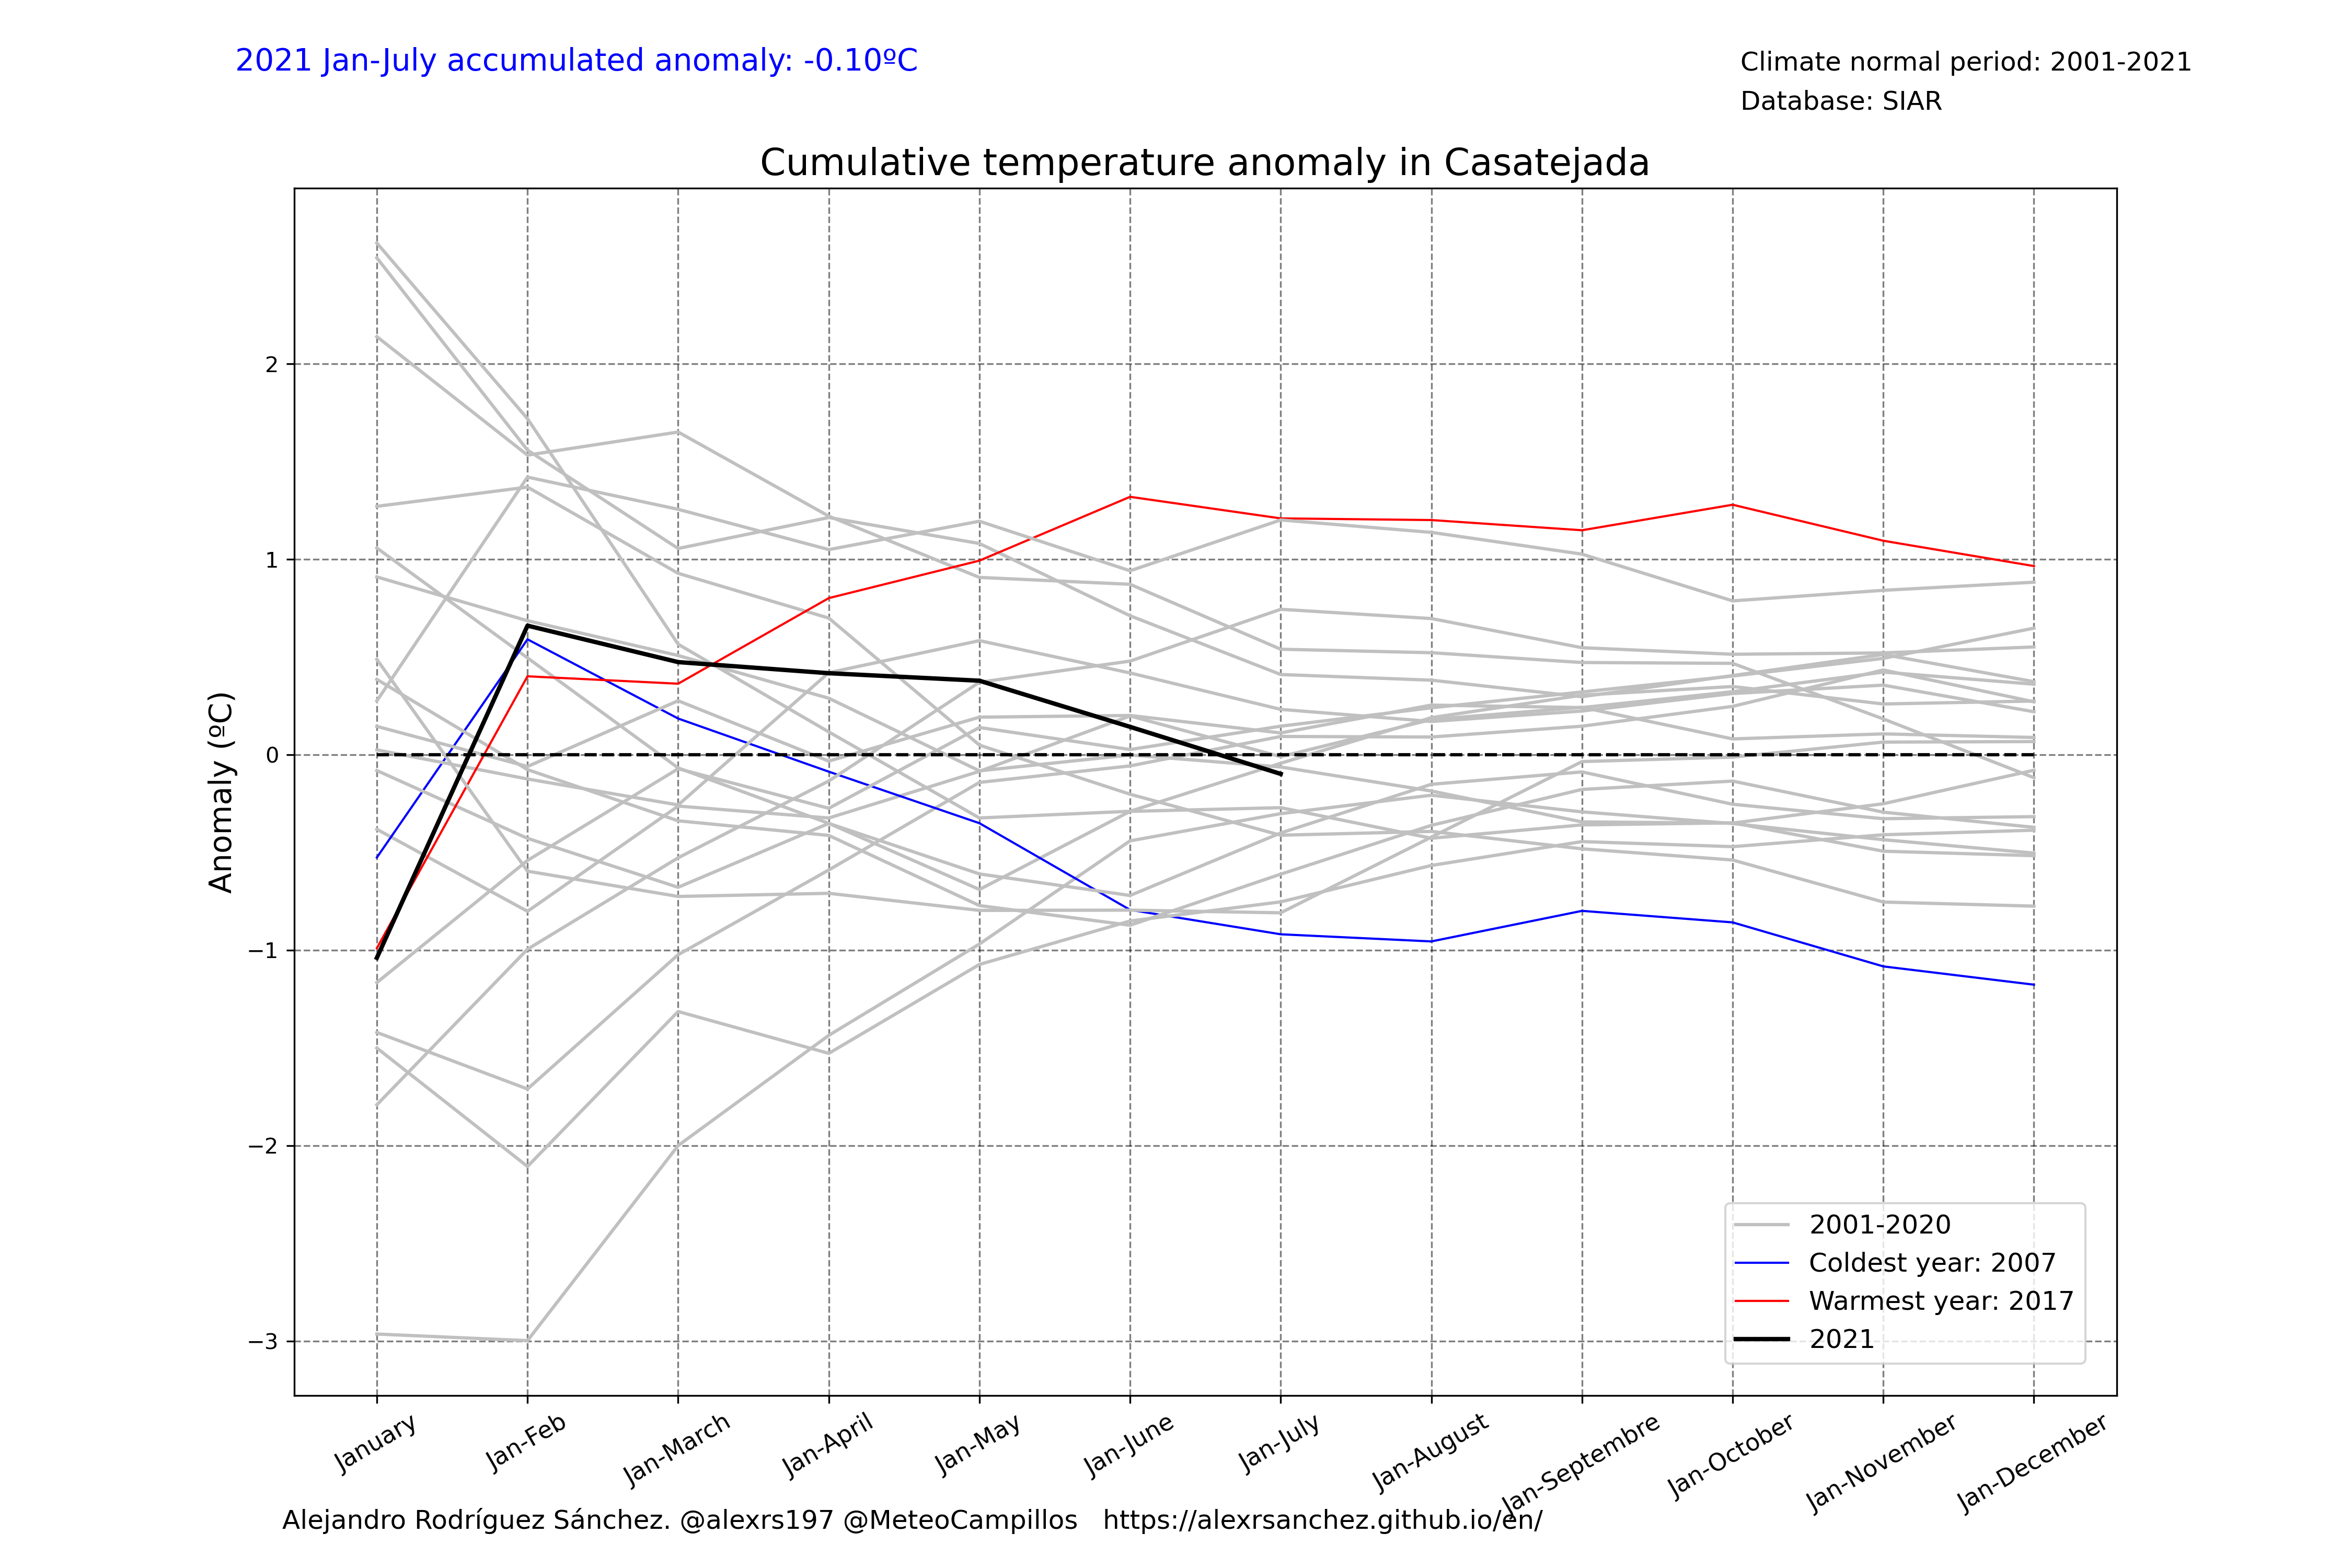 2021 Jan-July accumulated anomaly: -0.10ºC
Climate normal period: 2001-2021
Database: SIAR
Cumulative temperature anomaly in Casatejada
Anomaly (ºC)
2
1
0
−1
−2
−3
2001-2020
Coldest year: 2007
Warmest year: 2017
2021
January
Jan-Feb
Jan-March
Jan-April
Jan-May
Jan-June
Jan-July
Jan-August
Jan-Septembre
Jan-October
Jan-November
Jan-December
Alejandro Rodríguez Sánchez. @alexrs197 @MeteoCampillos https://alexrsanchez.github.io/en/